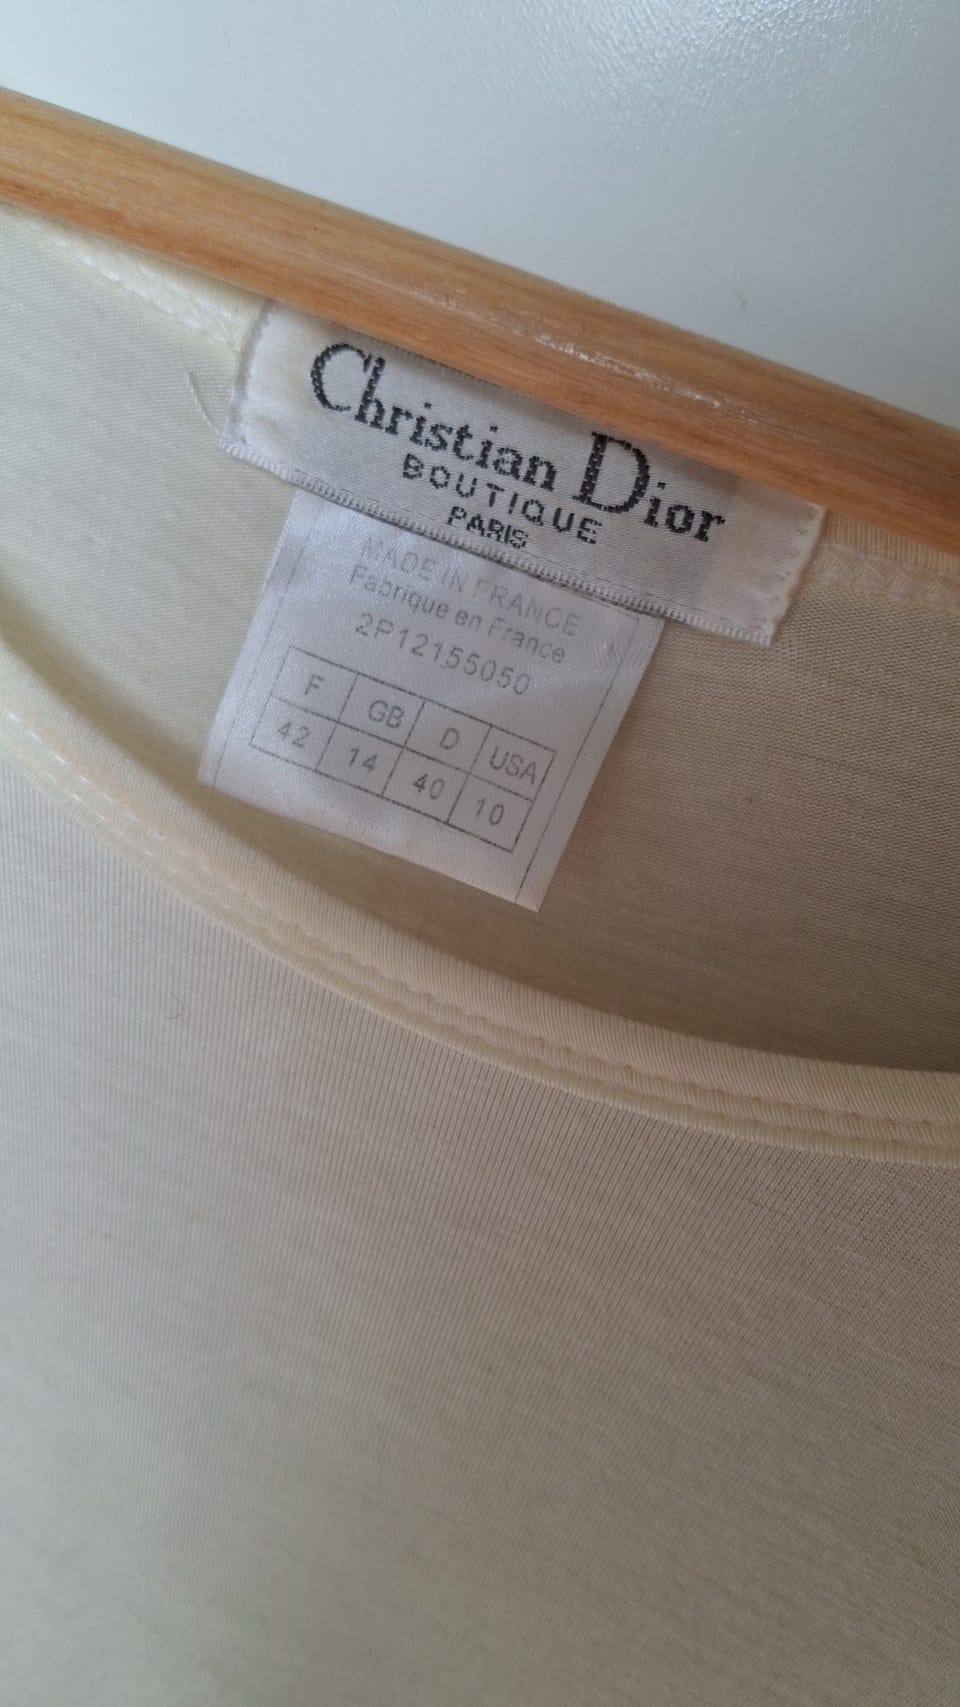 Christian Dior
BOUTIQUE
PARIS
MADE IN FRANCE
Fabrique en France
2P12155050
F GB D USA
42 14 40 10